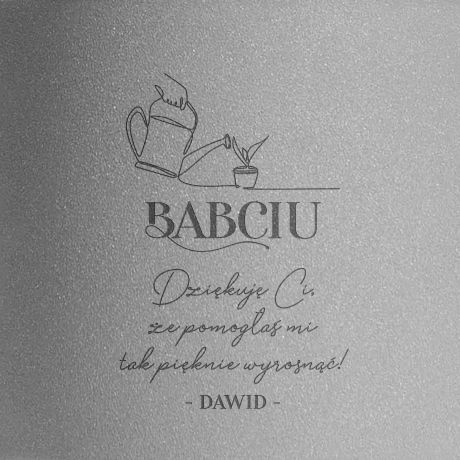 BABCIU
Dziękuję Ci,
że pomogłaś mi
tak pięknie wyrosnąć!
- DAWID -